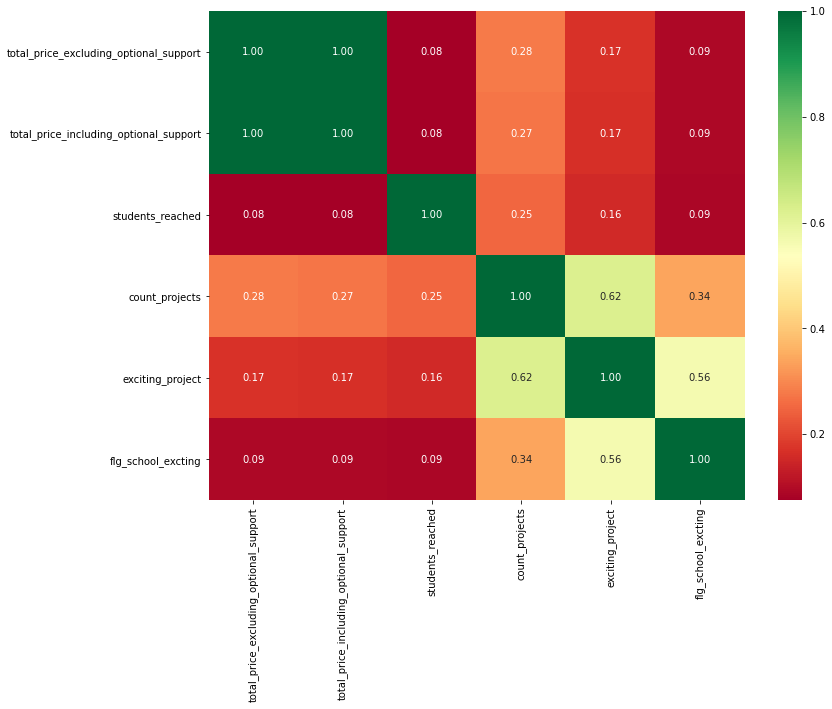 total_price_excluding_optional_support 1.00 1.00 0.08 0.28 0.17 0.09
total_price_including_optional_support 1.00 1.00 0.08 0.27 0.17 0.09
students_reached 0.08 0.08 1.00 0.25 0.16 0.09
count_projects 0.28 0.27 0.25 1.00 0.62 0.34
exciting_project 0.17 0.17 0.16 0.62 1.00 0.56
flg_school_excting 0.09 0.09 0.09 0.34 0.56 1.00
total_price_excluding_optional_support
total_price_including_optional_support
students_reached
count_projects
exciting_project
flg_school_excting
1.0
0.8
0.6
0.4
0.2